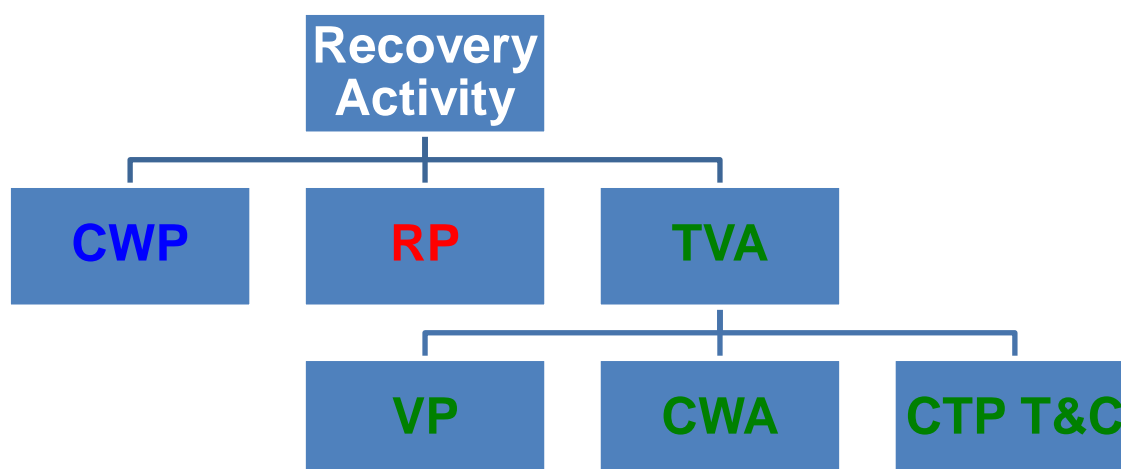 Recovery
Activity
CWP
RP
TVA
VP
CWA
CTP T&C